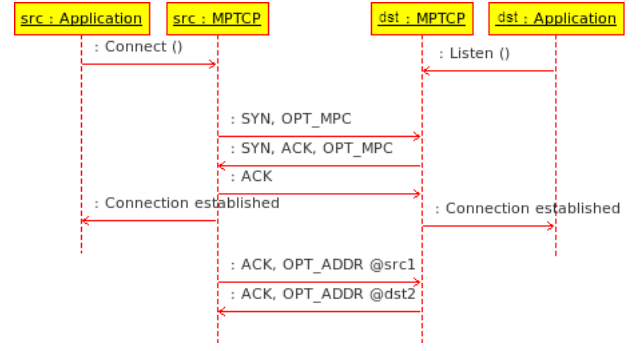 src : Application
src : MPTCP
dst : MPTCP
dst : Application
: Connect ()
: Listen ()
: SYN, OPT_MPC
: SYN, ACK, OPT_MPC
: ACK
: Connection established
: Connection established
: ACK, OPT_ADDR @src1
: ACK, OPT_ADDR @dst2